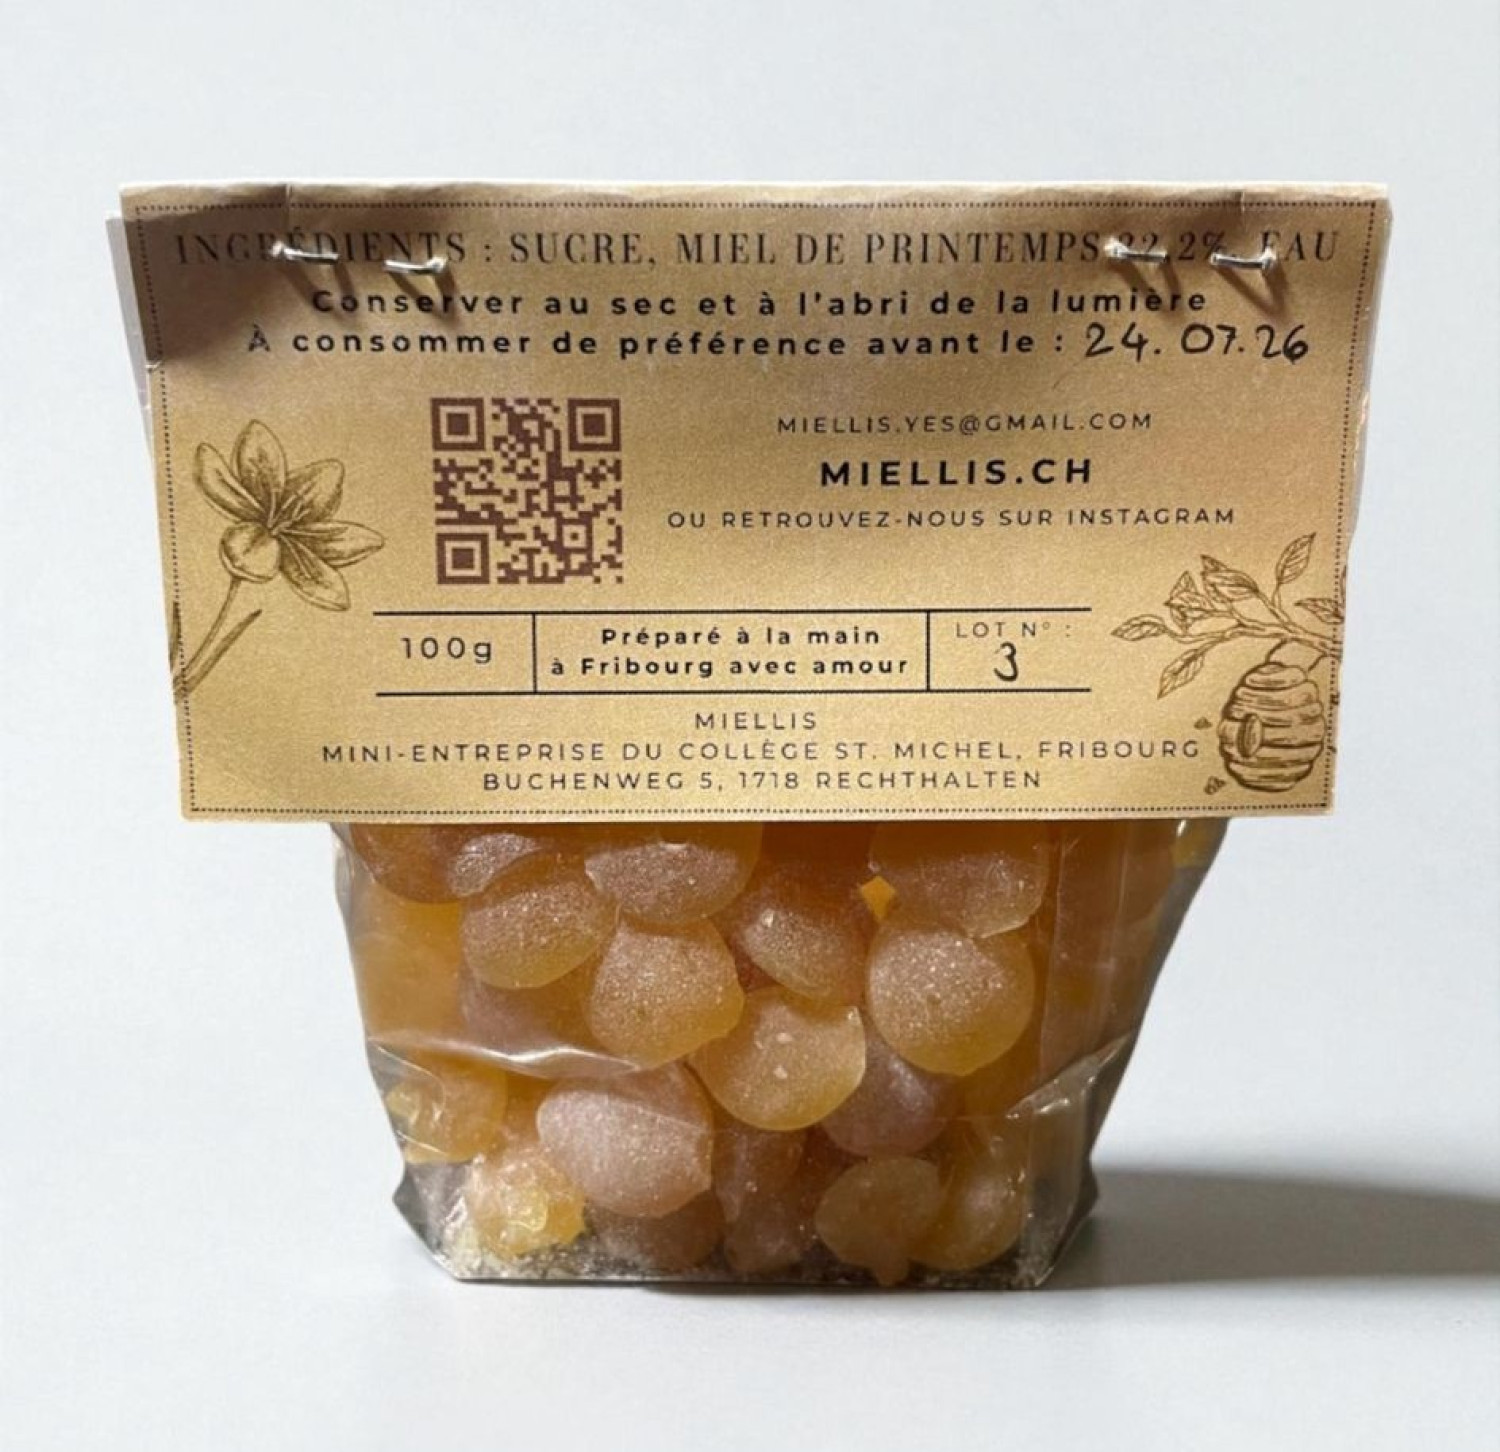 INGRÉDIENTS : SUCRE, MIEL DE PRINTEMPS 22,2%, EAU
Conserver au sec et à l'abri de la lumière
À consommer de préférence avant le : 24. 07. 26
MIELLIS.YES@GMAIL.COM
MIELLIS.CH
OU RETROUVEZ-NOUS SUR INSTAGRAM
100g
Préparé à la main
à Fribourg avec amour
LOT N° :
3
MIELLIS
MINI-ENTREPRISE DU COLLÈGE ST. MICHEL, FRIBOURG
BUCHENWEG 5, 1718 RECHTHALTEN